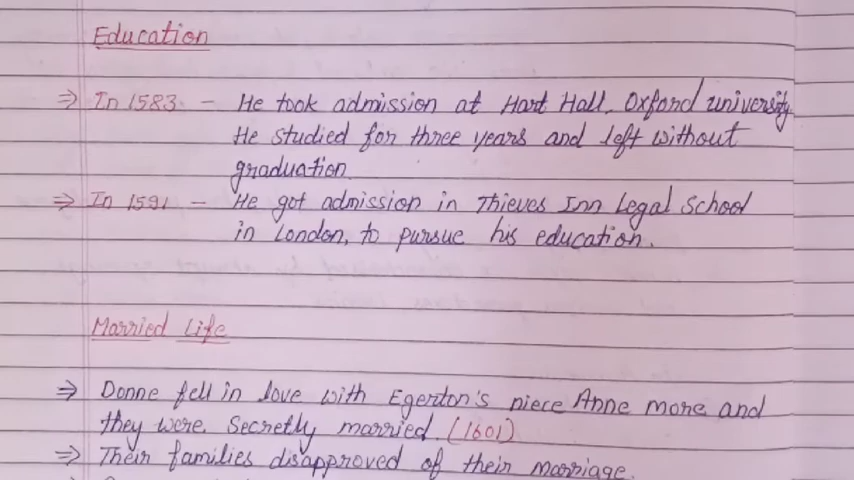 Education
⇒ In 1583 - He took admission at Hart Hall, Oxford university.
He studied for three years and left without
graduation.
⇒ In 1591 - He got admission in Thieves Inn Legal School
in London, to pursue his education.
Married Life
⇒ Donne fell in love with Egerton's niece Anne more and
they were secretly married. (1601)
⇒ Their families disapproved of their marriage.